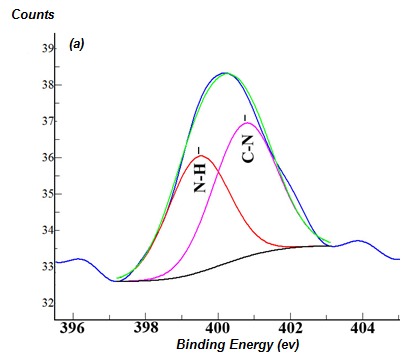 Counts
(a)
39
38
37
36
35
34
33
32
N-H –
C-N –
396
398
400
402
404
Binding Energy (ev)